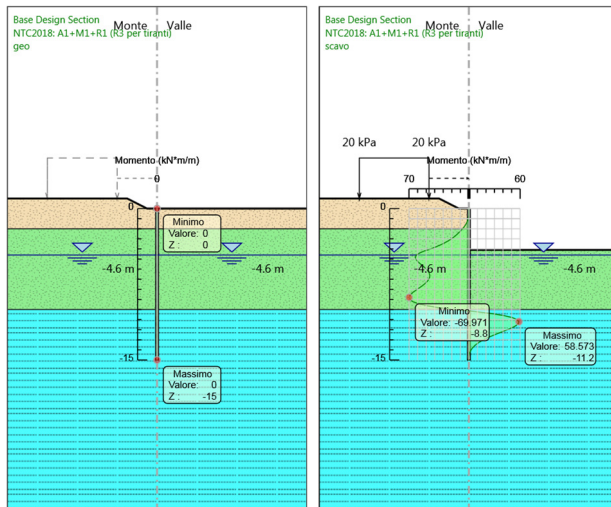 Base Design Section
NTC2018: A1+M1+R1 (R3 per tiranti)
geo
Monte Valle
Momento (kN*m/m)
0
0
Minimo
Valore: 0
Z : 0
-4.6 m
-4.6 m
-15
Massimo
Valore: 0
Z : -15
Base Design Section
NTC2018: A1+M1+R1 (R3 per tiranti)
scavo
Monte Valle
20 kPa
20 kPa
Momento (kN*m/m)
70
60
0
-4.6 m
-4.6 m
Minimo
Valore: -69.971
Z : -8.8
Massimo
Valore: 58.573
Z : -11.2
-15